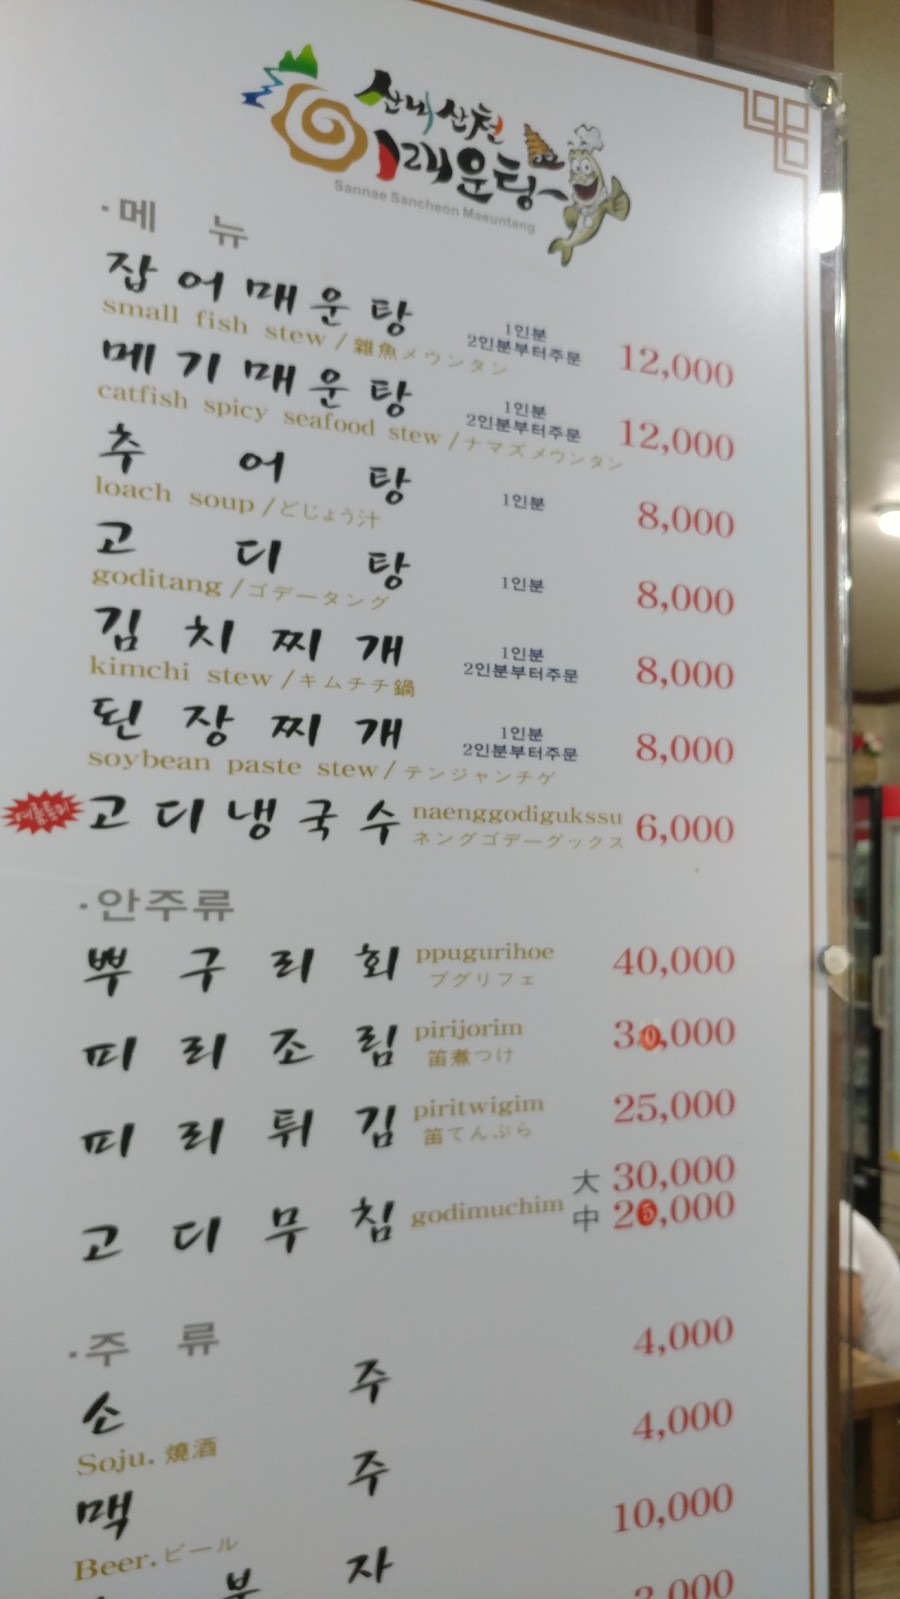 산내산천
매운탕
Sannae Sancheon Maeuntang
·메 뉴
잡어매운탕 1인분 2인분부터주문 12,000
small fish stew / 雜魚メウンタン
메기매운탕 1인분 2인분부터주문 12,000
catfish spicy seafood stew / ナマズメウンタン
추어탕 1인분 8,000
loach soup / どじょう汁
고디탕 1인분 8,000
goditang / ゴデータング
김치찌개 1인분 2인분부터주문 8,000
kimchi stew / キムチチ鍋
된장찌개 1인분 2인분부터주문 8,000
soybean paste stew / テンジャンチゲ
고디냉국수 naenggodigukssu 6,000
ネングゴデーグックス
·안주류
뿌구리회 ppugurihoe 40,000
ブグリフェ
피리조림 pirijorim 30,000
笛煮つけ
피리튀김 piritwigim 25,000
笛てんぷら
고디무침 godimuchim 大 30,000
中 25,000
·주 류
소주 4,000
Soju. 燒酒
맥주 4,000
Beer. ビール
분자 10,000